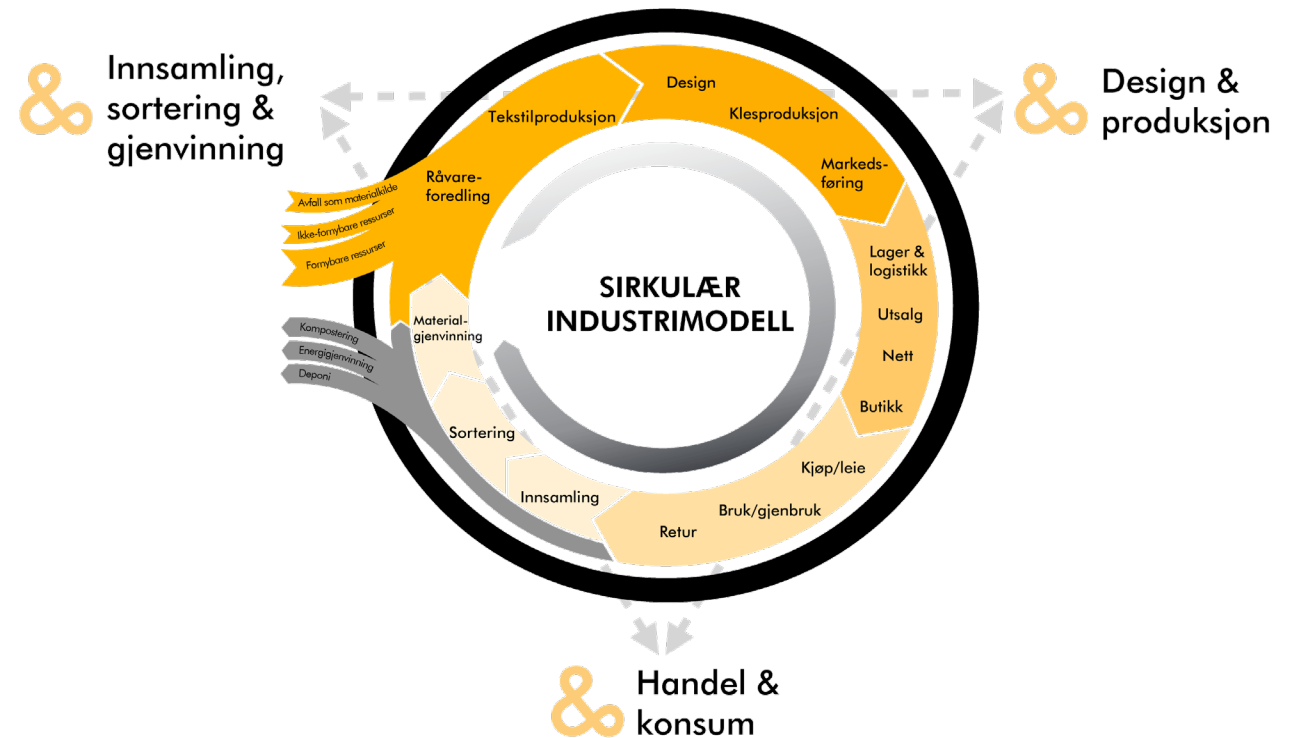 Innsamling,
sortering &
gjenvinning
&
Design &
produksjon
&
Design
Klesproduksjon
Markeds-
føring
Tekstilproduksjon
Råvare-
foredling
Avfall som materialkilde
Ikke-fornybare ressurser
Fornybare ressurser
Lager &
logistikk
Utsalg
Nett
Butikk
SIRKULÆR
INDUSTRIMODELL
Kompostering
Energigjenvinning
Deponi
Material-
gjenvinning
Sortering
Innsamling
Kjøp/leie
Bruk/gjenbruk
Retur
&
Handel &
konsum